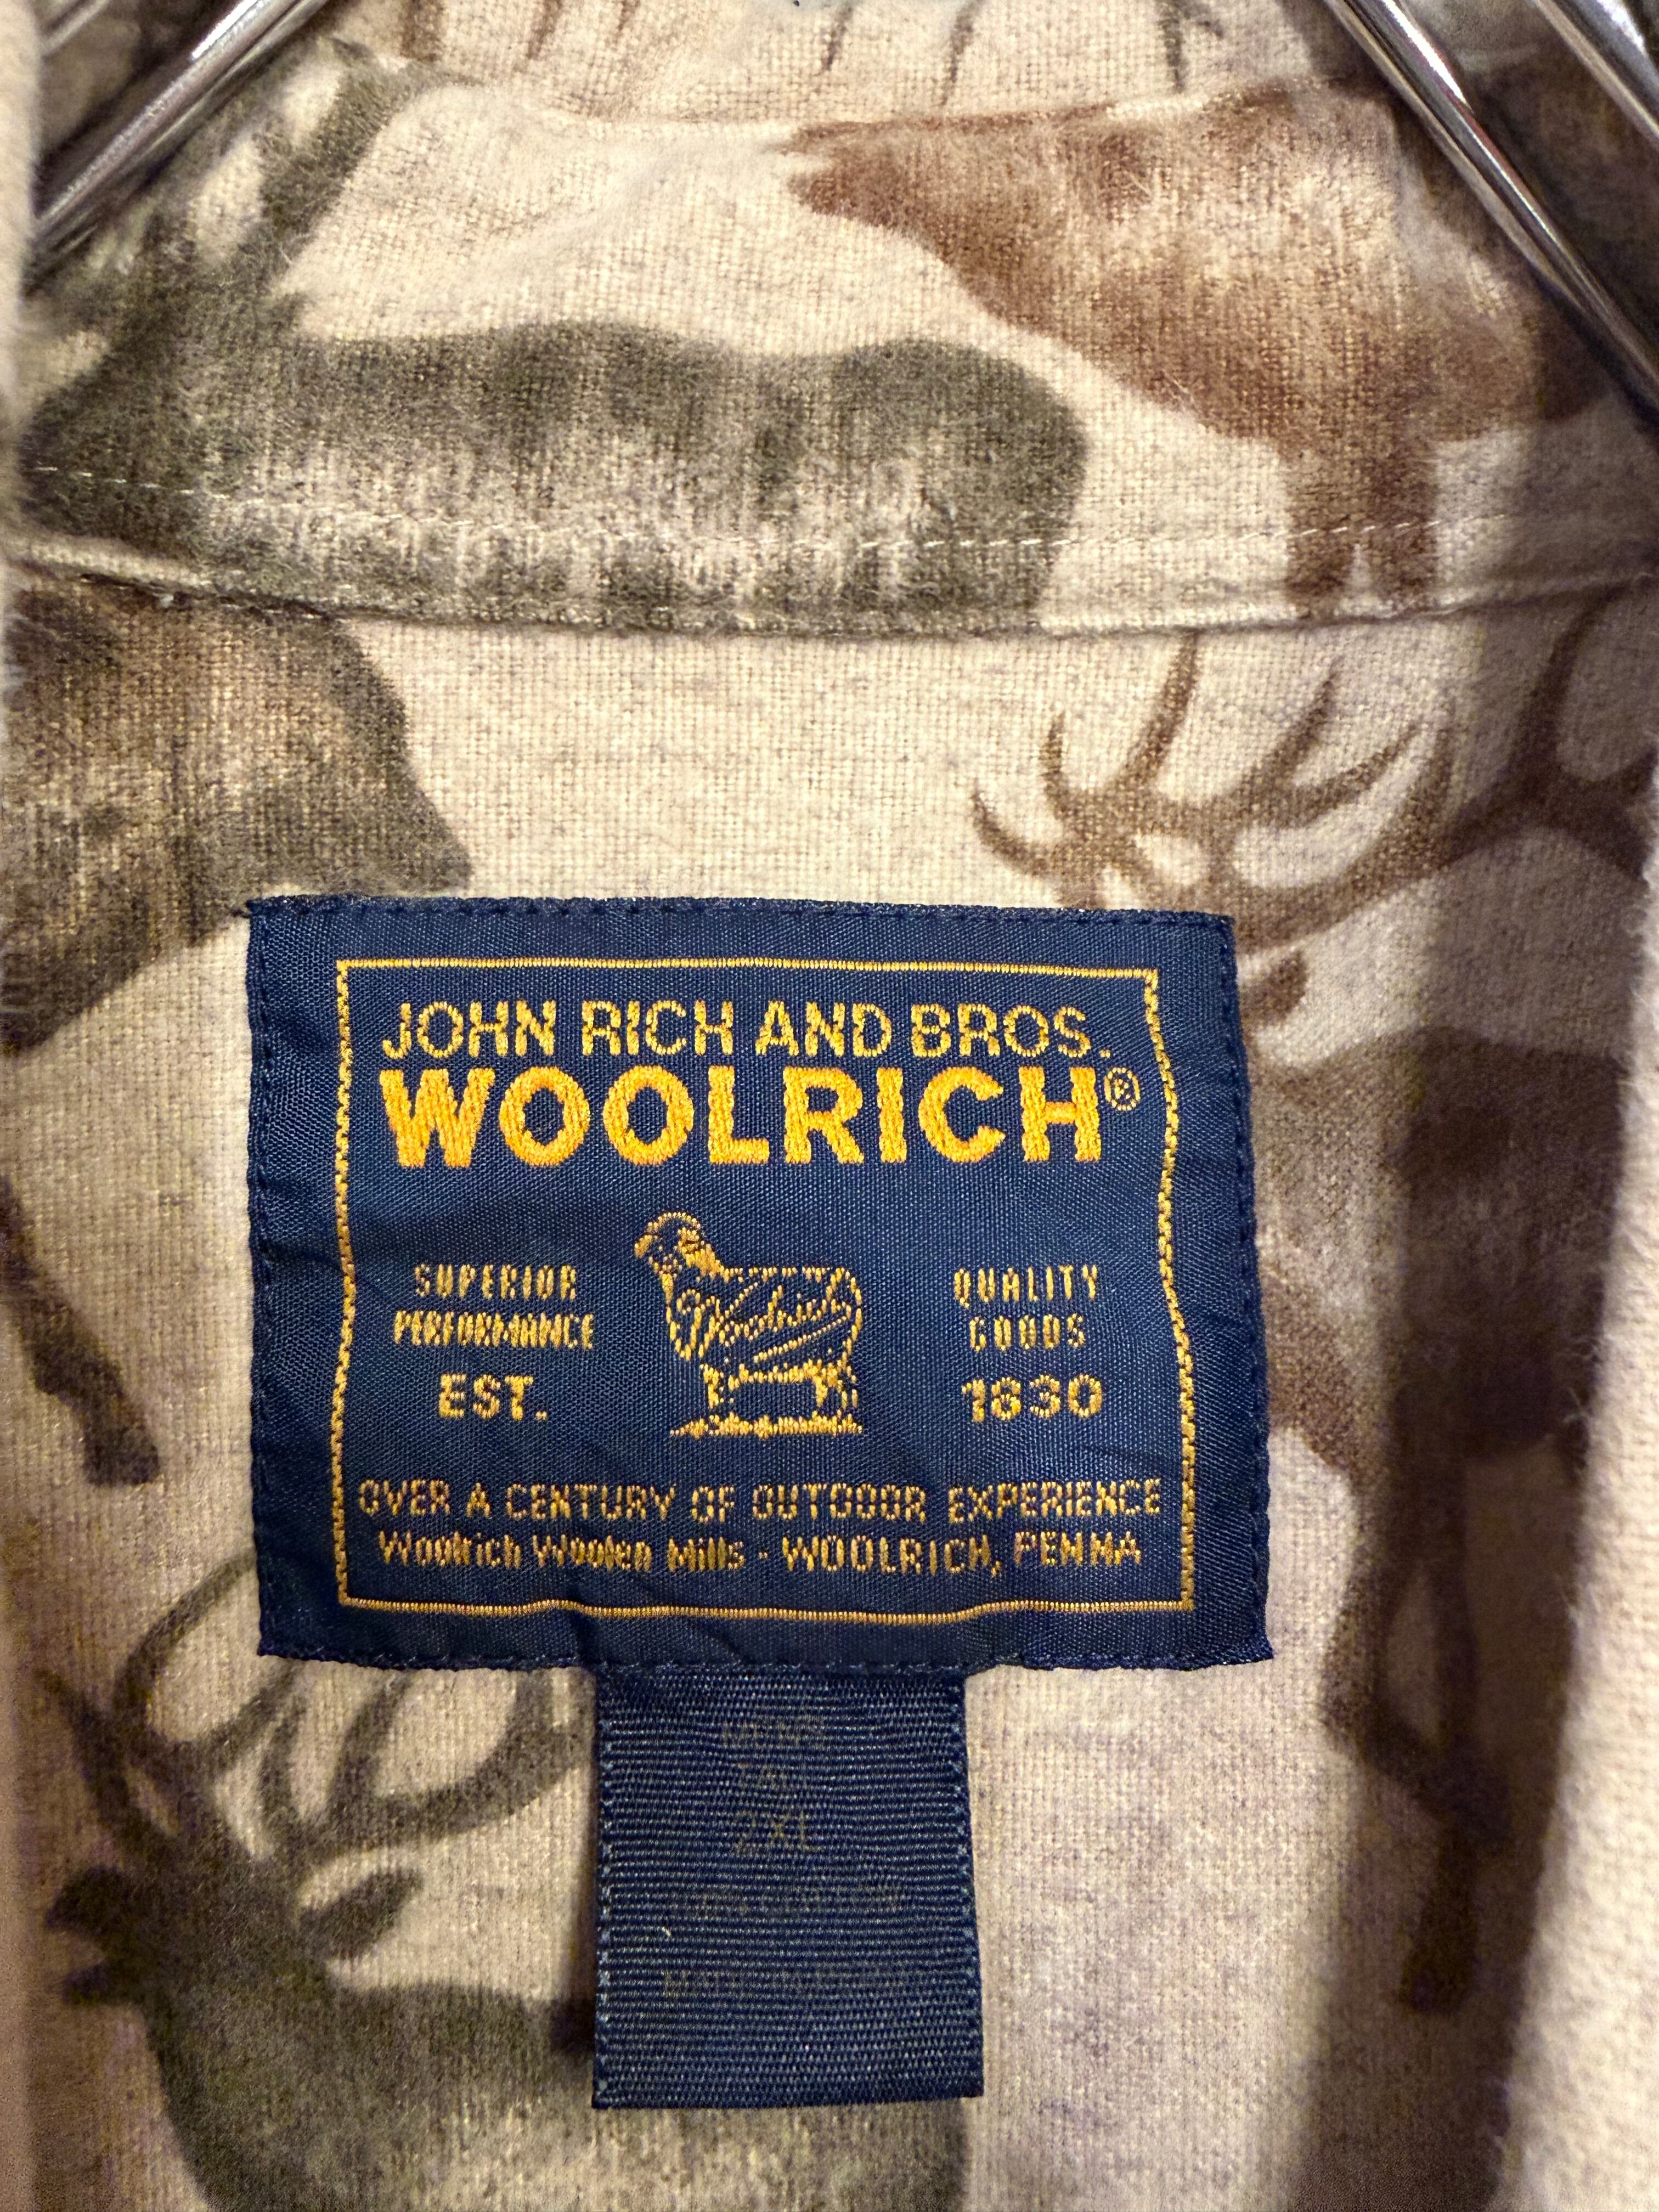 JOHN RICH AND BROS.
WOOLRICH®
SUPERIOR
PERFORMANCE
EST.
Woolrich
QUALITY
GOODS
1830
OVER A CENTURY OF OUTDOOR EXPERIENCE
Woolrich Woolen Mills - WOOLRICH, PENNA
2XL